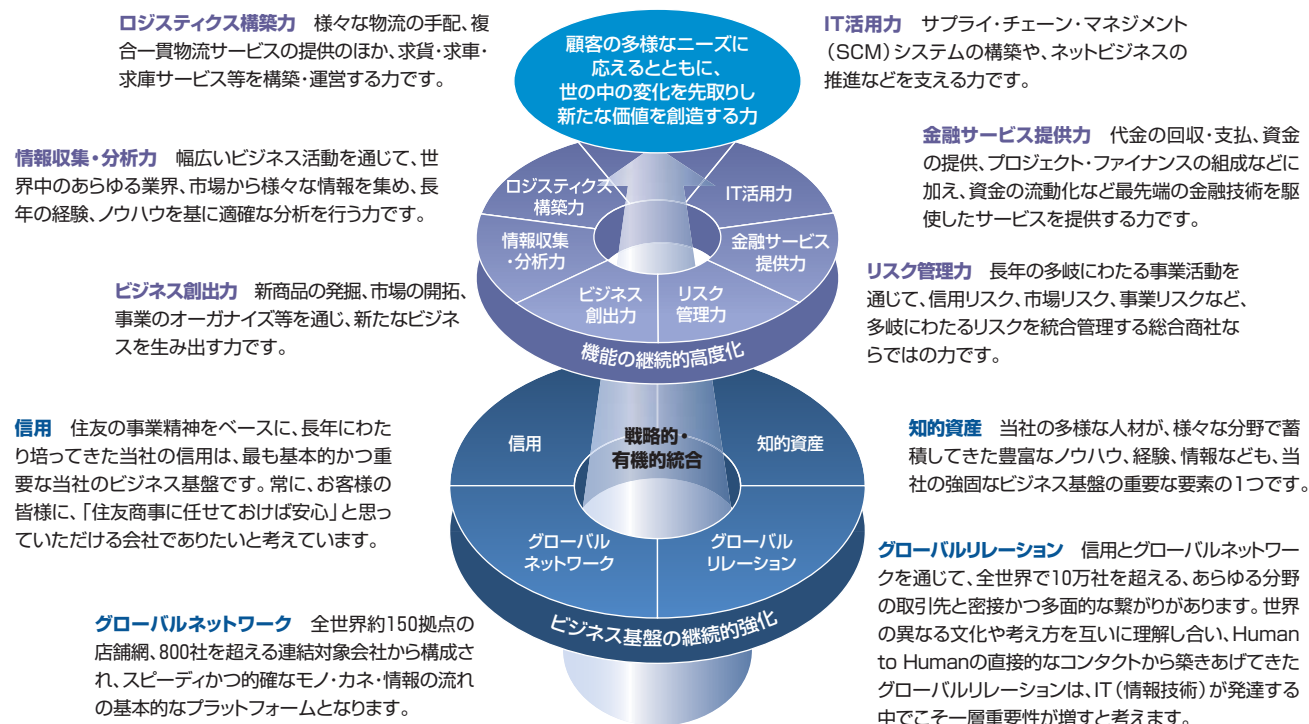 ロジスティクス構築力　様々な物流の手配、複
合一貫物流サービスの提供のほか、求貨・求車・
求庫サービス等を構築・運営する力です。
情報収集・分析力　幅広いビジネス活動を通じて、世
界中のあらゆる業界、市場から様々な情報を集め、長
年の経験、ノウハウを基に適確な分析を行う力です。
ビジネス創出力　新商品の発掘、市場の開拓、
事業のオーガナイズ等を通じ、新たなビジネ
スを生み出す力です。
顧客の多様なニーズに
応えるとともに、
世の中の変化を先取りし
新たな価値を創造する力
ロジスティクス
構築力
IT活用力
情報収集
・分析力
金融サービス
提供力
ビジネス
創出力
リスク
管理力
機能の継続的高度化
IT活用力　サプライ・チェーン・マネジメント
（SCM）システムの構築や、ネットビジネスの
推進などを支える力です。
金融サービス提供力　代金の回収・支払、資金
の提供、プロジェクト・ファイナンスの組成などに
加え、資金の流動化など最先端の金融技術を駆
使したサービスを提供する力です。
リスク管理力　長年の多岐にわたる事業活動を
通じて、信用リスク、市場リスク、事業リスクなど、
多岐にわたるリスクを統合管理する総合商社な
らではの力です。
信用　住友の事業精神をベースに、長年にわた
り培ってきた当社の信用は、最も基本的かつ重
要な当社のビジネス基盤です。常に、お客様の
皆様に、「住友商事に任せておけば安心」と思っ
ていただける会社でありたいと考えています。
グローバルネットワーク　全世界約150拠点の
店舗網、800社を超える連結対象会社から構成さ
れ、スピーディかつ的確なモノ・カネ・情報の流れ
の基本的なプラットフォームとなります。
信用
戦略的・
有機的統合
知的資産
グローバル
ネットワーク
グローバル
リレーション
ビジネス基盤の継続的強化
知的資産　当社の多様な人材が、様々な分野で蓄
積してきた豊富なノウハウ、経験、情報なども、当
社の強固なビジネス基盤の重要な要素の1つです。
グローバルリレーション　信用とグローバルネットワー
クを通じて、全世界で10万社を超える、あらゆる分野
の取引先と密接かつ多面的な繋がりがあります。世界
の異なる文化や考え方を互いに理解し合い、Human
to Humanの直接的なコンタクトから築きあげてきた
グローバルリレーションは、IT（情報技術）が発達する
中でこそ一層重要性が増すと考えます。